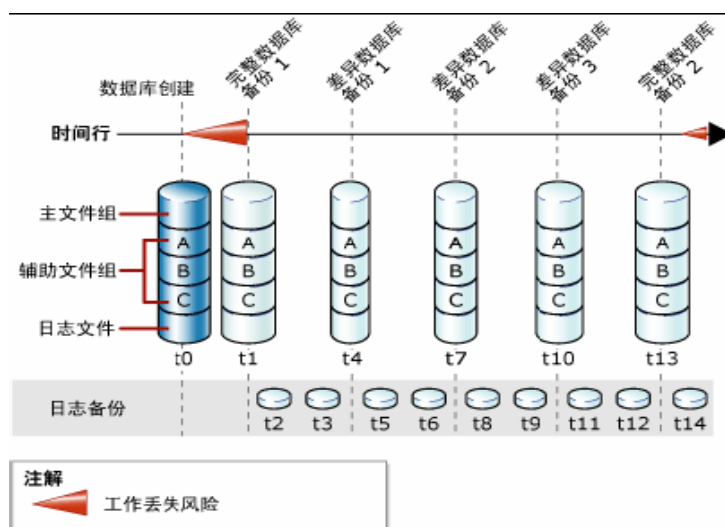 数据库创建
完整数据库
备份 1
差异数据库
备份 1
差异数据库
备份 2
差异数据库
备份 3
完整数据库
备份 2
时间行
主文件组
辅助文件组
日志文件
A
B
C
A
B
C
A
B
C
A
B
C
A
B
C
A
B
C
t0
t1
t4
t7
t10
t13
日志备份
t2
t3
t5
t6
t8
t9
t11
t12
t14
注解
工作丢失风险